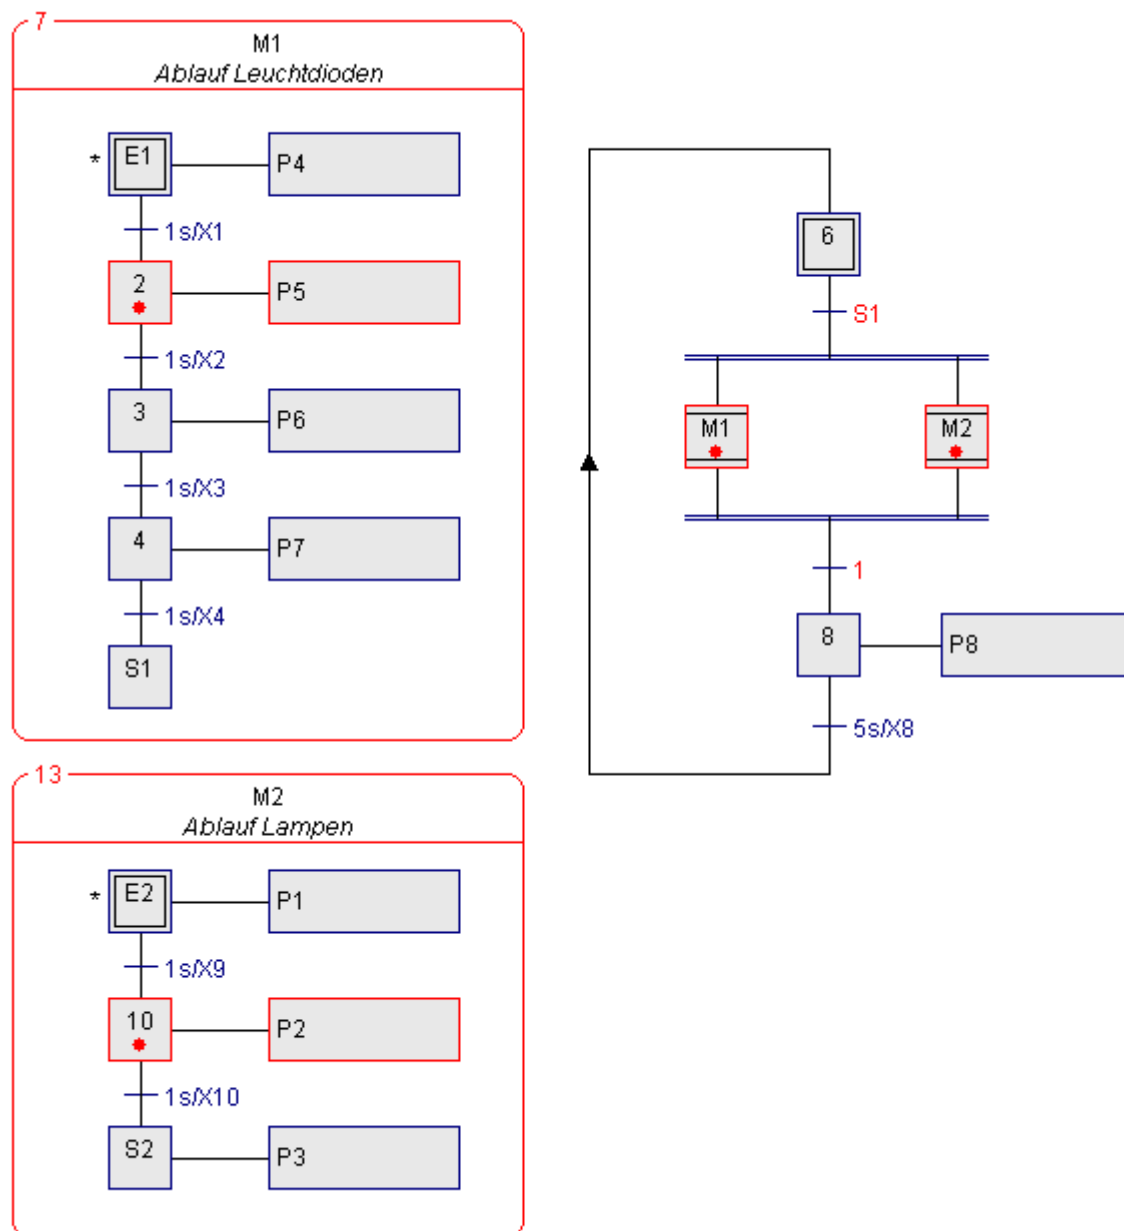 7
M1
Ablauf Leuchtdioden
* E1 P4
1s/X1
2 P5
1s/X2
3 P6
1s/X3
4 P7
1s/X4
S1
13
M2
Ablauf Lampen
* E2 P1
1s/X9
10 P2
1s/X10
S2 P3
6
S1
M1 M2
1
8 P8
5s/X8